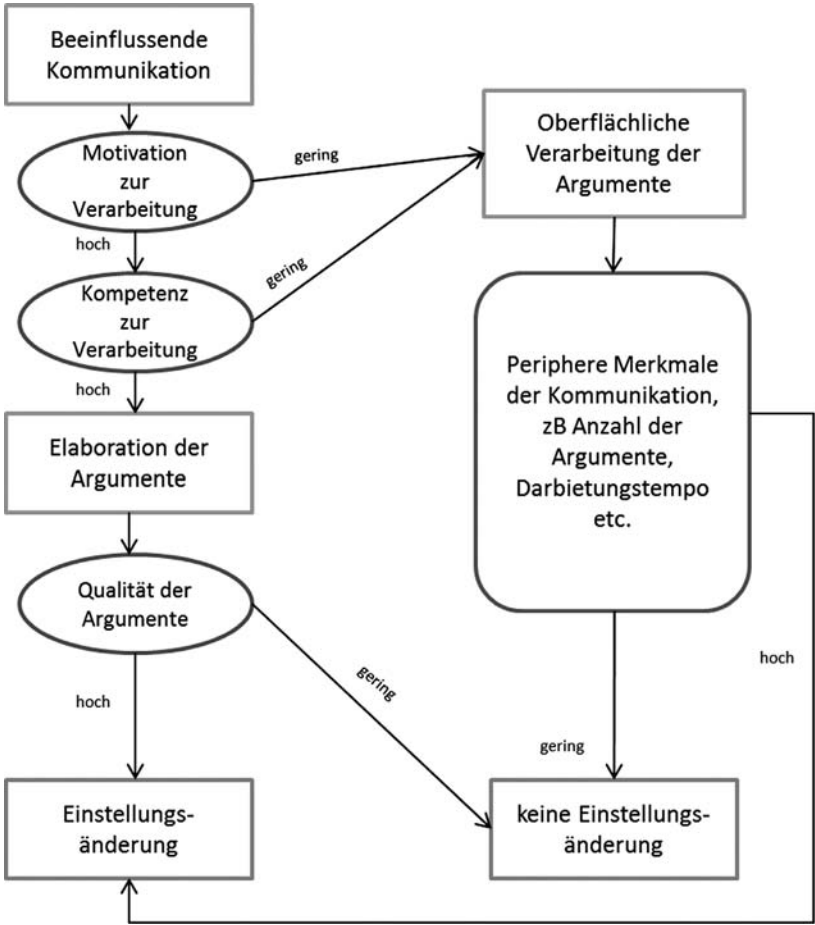 Beeinflussende
Kommunikation
Motivation
zur
Verarbeitung
gering
hoch
Kompetenz
zur
Verarbeitung
gering
hoch
Elaboration der
Argumente
Qualität der
Argumente
gering
hoch
Einstellungs-
änderung
Oberflächliche
Verarbeitung der
Argumente
Periphere Merkmale
der Kommunikation,
zB Anzahl der
Argumente,
Darbietungstempo
etc.
hoch
gering
keine Einstellungs-
änderung